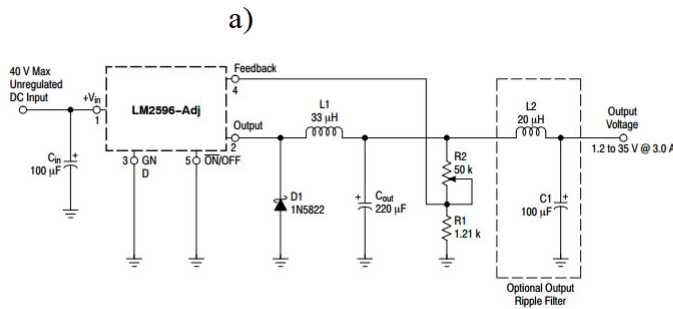 a)
40 V Max
Unregulated
DC Input
+Vin
1
LM2596-Adj
Feedback
4
Output
2
3
GN
D
5
ON/OFF
Cin
100 µF
+
D1
1N5822
L1
33 µH
+
Cout
220 µF
R2
50 k
R1
1.21 k
L2
20 µH
C1
100 µF
+
Output
Voltage
1.2 to 35 V @ 3.0 A
Optional Output
Ripple Filter